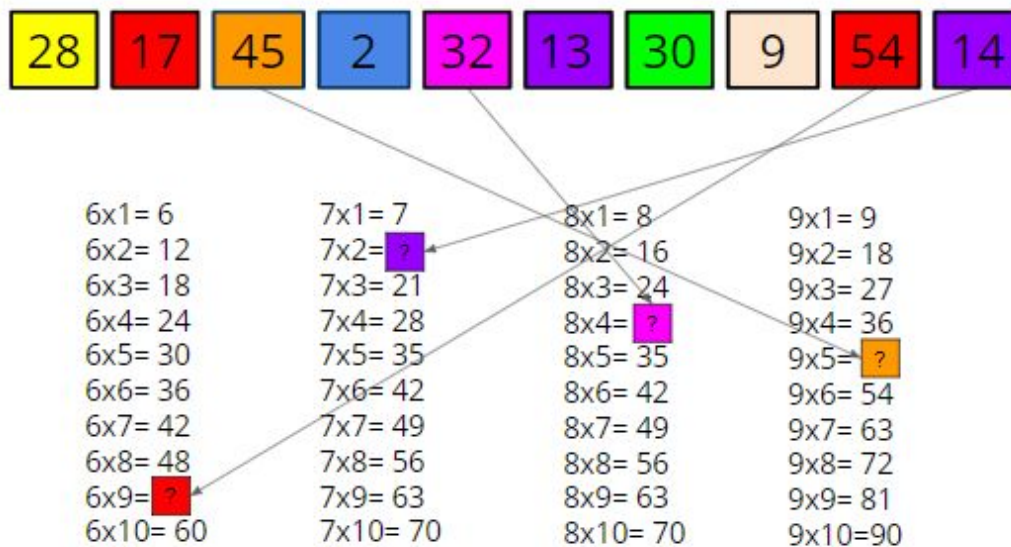 28 17 45 2 32 13 30 9 54 14
6x1= 6
6x2= 12
6x3= 18
6x4= 24
6x5= 30
6x6= 36
6x7= 42
6x8= 48
6x9= ?
6x10= 60
7x1= 7
7x2= ?
7x3= 21
7x4= 28
7x5= 35
7x6= 42
7x7= 49
7x8= 56
7x9= 63
7x10= 70
8x1= 8
8x2= 16
8x3= 24
8x4= ?
8x5= 35
8x6= 42
8x7= 49
8x8= 56
8x9= 63
8x10= 70
9x1= 9
9x2= 18
9x3= 27
9x4= 36
9x5= ?
9x6= 54
9x7= 63
9x8= 72
9x9= 81
9x10=90